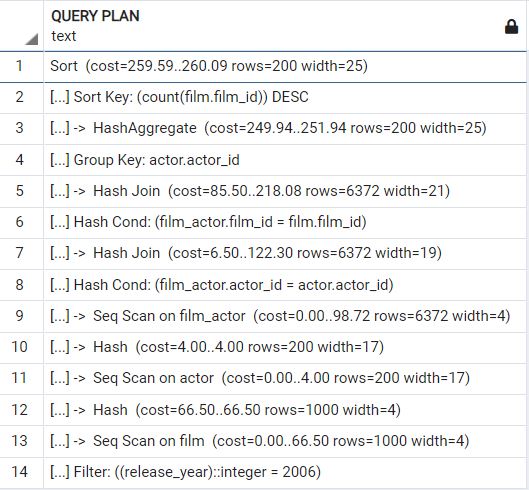 QUERY PLAN
text
1 Sort (cost=259.59..260.09 rows=200 width=25)
2 [...] Sort Key: (count(film.film_id)) DESC
3 [...] -> HashAggregate (cost=249.94..251.94 rows=200 width=25)
4 [...] Group Key: actor.actor_id
5 [...] -> Hash Join (cost=85.50..218.08 rows=6372 width=21)
6 [...] Hash Cond: (film_actor.film_id = film.film_id)
7 [...] -> Hash Join (cost=6.50..122.30 rows=6372 width=19)
8 [...] Hash Cond: (film_actor.actor_id = actor.actor_id)
9 [...] -> Seq Scan on film_actor (cost=0.00..98.72 rows=6372 width=4)
10 [...] -> Hash (cost=4.00..4.00 rows=200 width=17)
11 [...] -> Seq Scan on actor (cost=0.00..4.00 rows=200 width=17)
12 [...] -> Hash (cost=66.50..66.50 rows=1000 width=4)
13 [...] -> Seq Scan on film (cost=0.00..66.50 rows=1000 width=4)
14 [...] Filter: ((release_year)::integer = 2006)